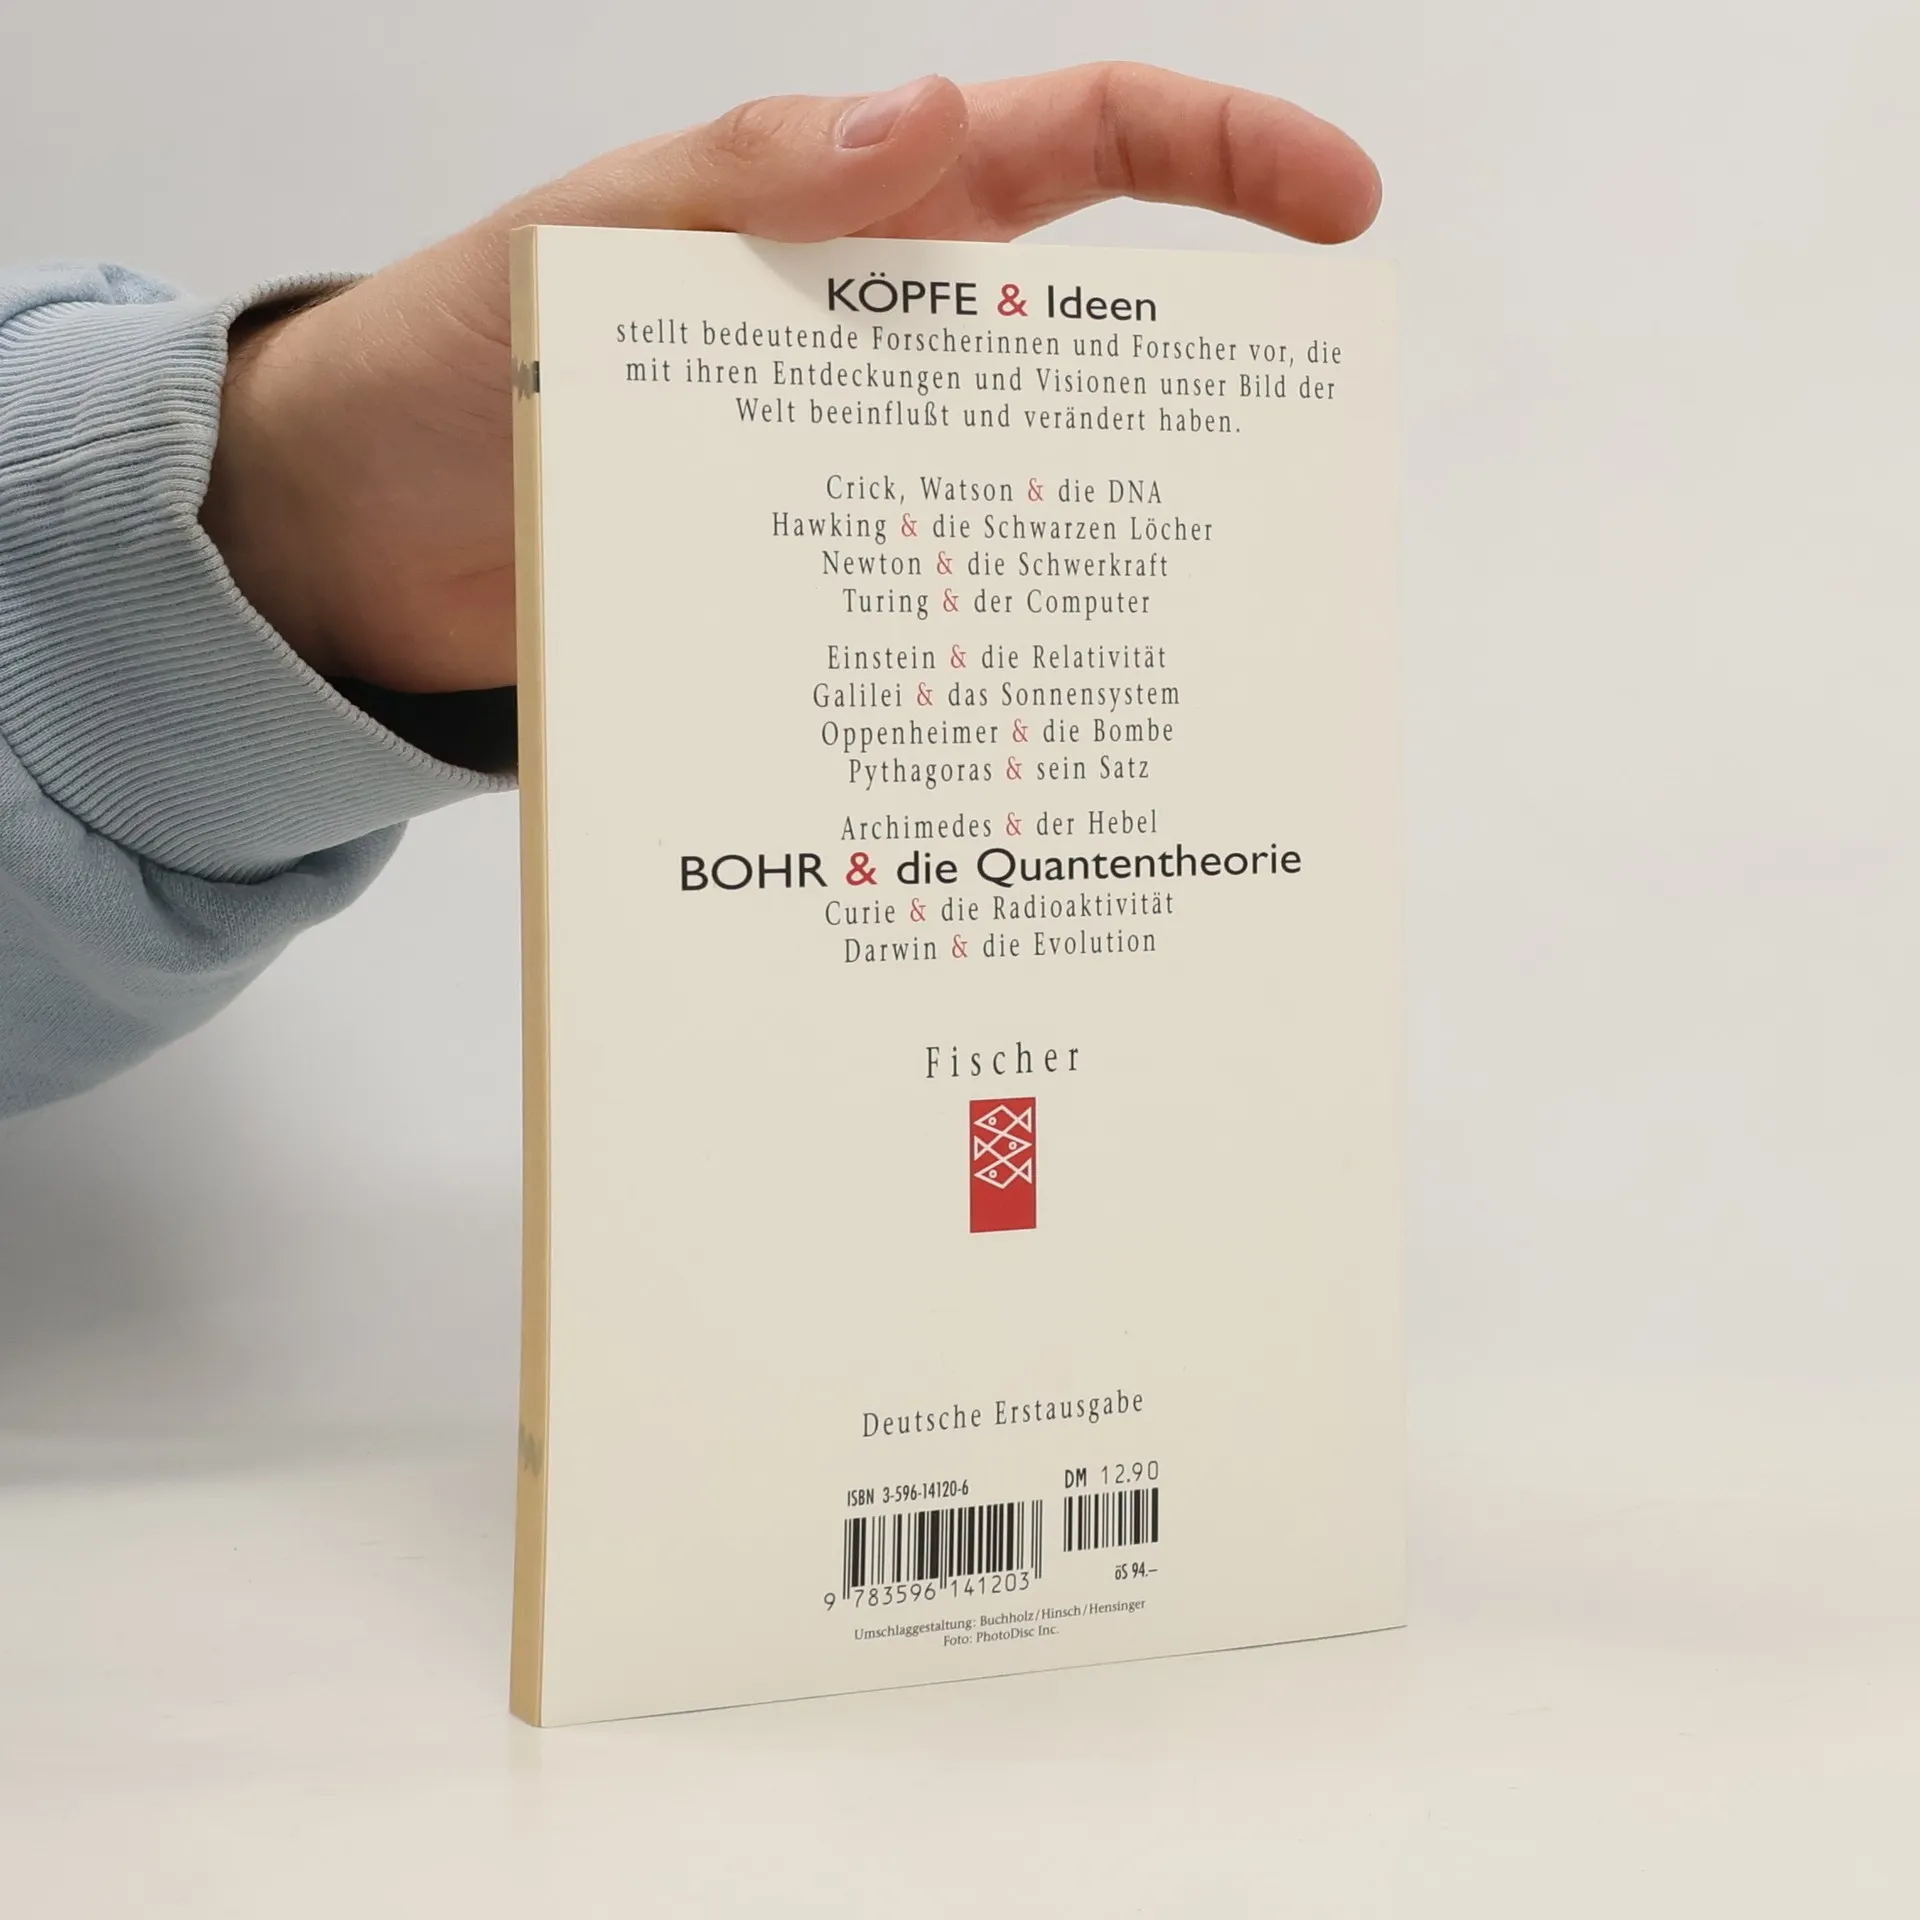 KÖPFE & Ideen
stellt bedeutende Forscherinnen und Forscher vor, die
mit ihren Entdeckungen und Visionen unser Bild der
Welt beeinflußt und verändert haben.
Crick, Watson & die DNA
Hawking & die Schwarzen Löcher
Newton & die Schwerkraft
Turing & der Computer
Einstein & die Relativität
Galilei & das Sonnensystem
Oppenheimer & die Bombe
Pythagoras & sein Satz
Archimedes & der Hebel
BOHR & die Quantentheorie
Curie & die Radioaktivität
Darwin & die Evolution
Fischer
Deutsche Erstausgabe
ISBN 3-596-14120-6
DM 12.90
9 783596 141203
öS 94.–
Umschlaggestaltung: Buchholz/Hinsch/Hensinger
Foto: PhotoDisc Inc.